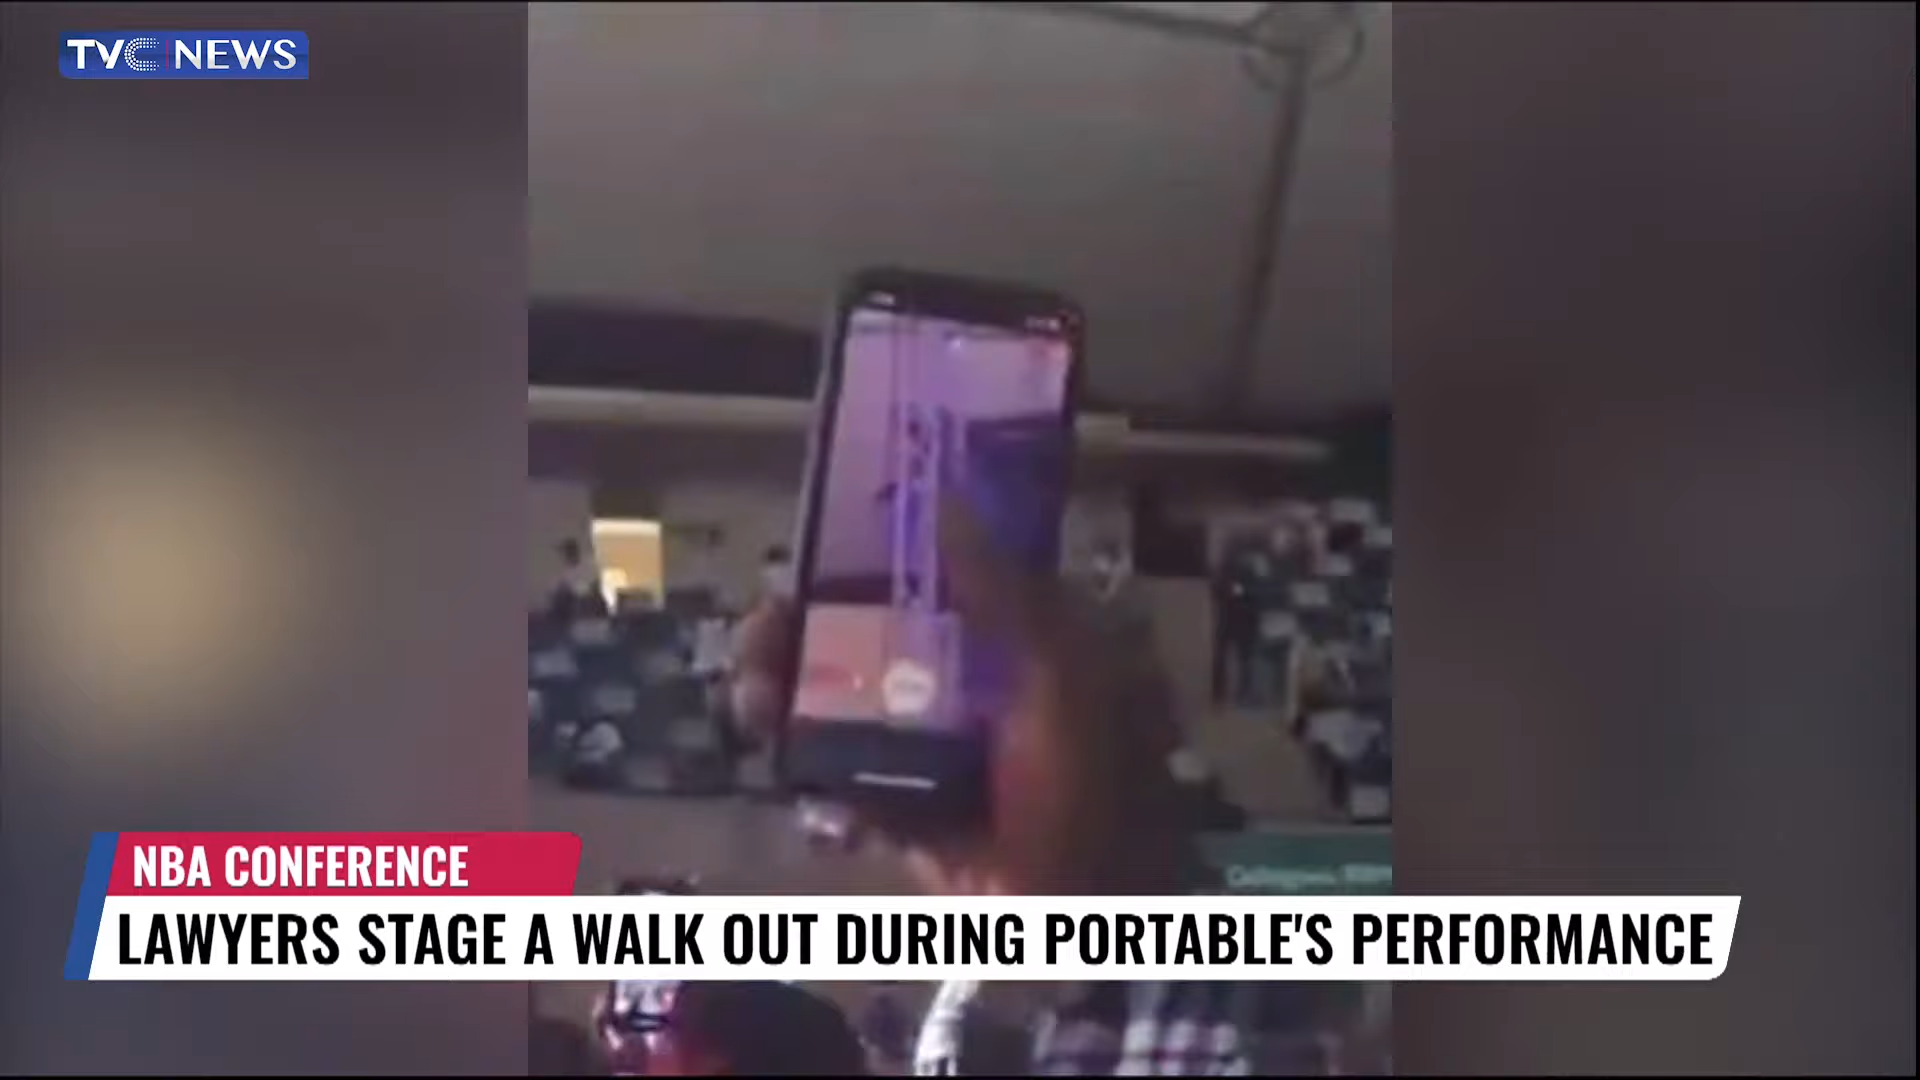 TVC NEWS
NBA CONFERENCE
LAWYERS STAGE A WALK OUT DURING PORTABLE'S PERFORMANCE